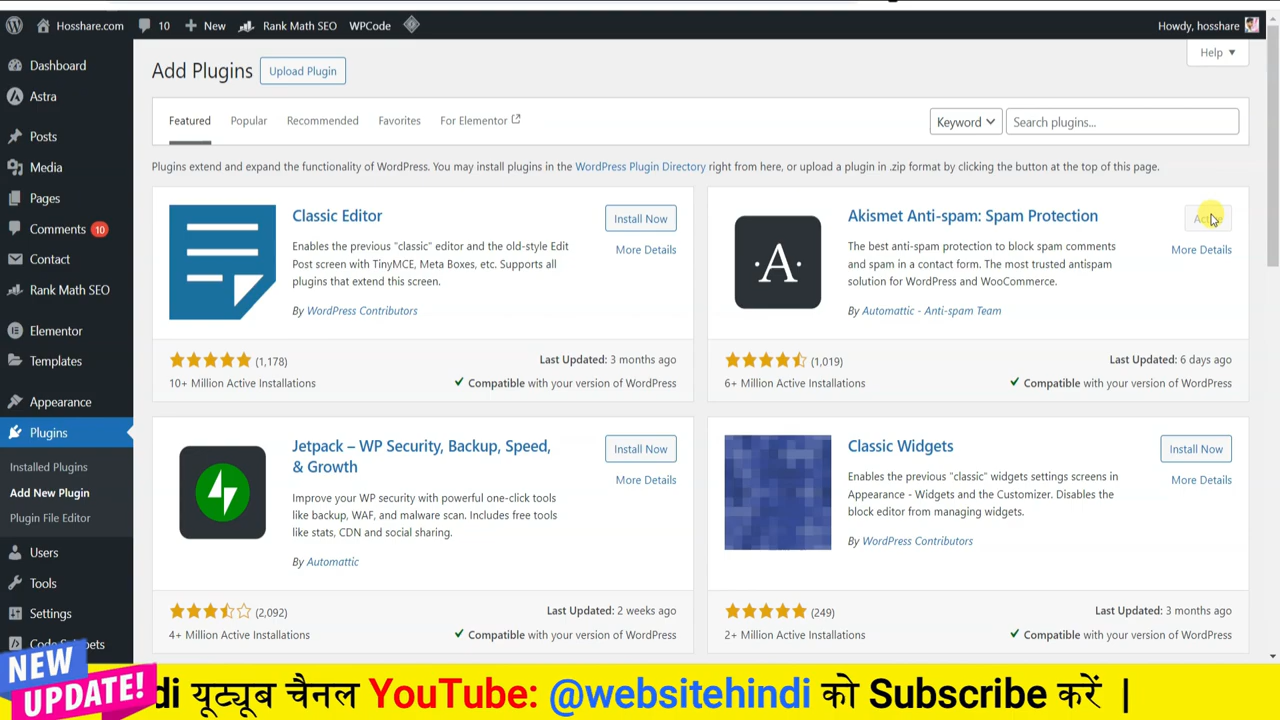 Hosshare.com 10 New Rank Math SEO WPCode Howdy, hosshare
Help ▼
Dashboard
Astra
Posts
Media
Pages
Comments 10
Contact
Rank Math SEO
Elementor
Templates
Appearance
Plugins
Installed Plugins
Add New Plugin
Plugin File Editor
Users
Tools
Settings
Add Plugins Upload Plugin
Featured Popular Recommended Favorites For Elementor Keyword Search plugins...
Plugins extend and expand the functionality of WordPress. You may install plugins in the WordPress Plugin Directory right from here, or upload a plugin in .zip format by clicking the button at the top of this page.
Classic Editor
Install Now
More Details
Enables the previous "classic" editor and the old-style Edit
Post screen with TinyMCE, Meta Boxes, etc. Supports all
plugins that extend this screen.
By WordPress Contributors
(1,178) Last Updated: 3 months ago
10+ Million Active Installations ✔ Compatible with your version of WordPress
A
Akismet Anti-spam: Spam Protection
More Details
The best anti-spam protection to block spam comments
and spam in a contact form. The most trusted antispam
solution for WordPress and WooCommerce.
By Automattic - Anti-spam Team
(1,019) Last Updated: 6 days ago
6+ Million Active Installations ✔ Compatible with your version of WordPress
Jetpack – WP Security, Backup, Speed,
& Growth
Install Now
More Details
Improve your WP security with powerful one-click tools
like backup, WAF, and malware scan. Includes free tools
like stats, CDN and social sharing.
By Automattic
(2,092) Last Updated: 2 weeks ago
4+ Million Active Installations ✔ Compatible with your version of WordPress
Classic Widgets
Install Now
More Details
Enables the previous "classic" widgets settings screens in
Appearance - Widgets and the Customizer. Disables the
block editor from managing widgets.
By WordPress Contributors
(249) Last Updated: 3 months ago
2+ Million Active Installations ✔ Compatible with your version of WordPress
NEW
UPDATE!
di यूट्यूब चैनल YouTube: @websitehindi को Subscribe करें |